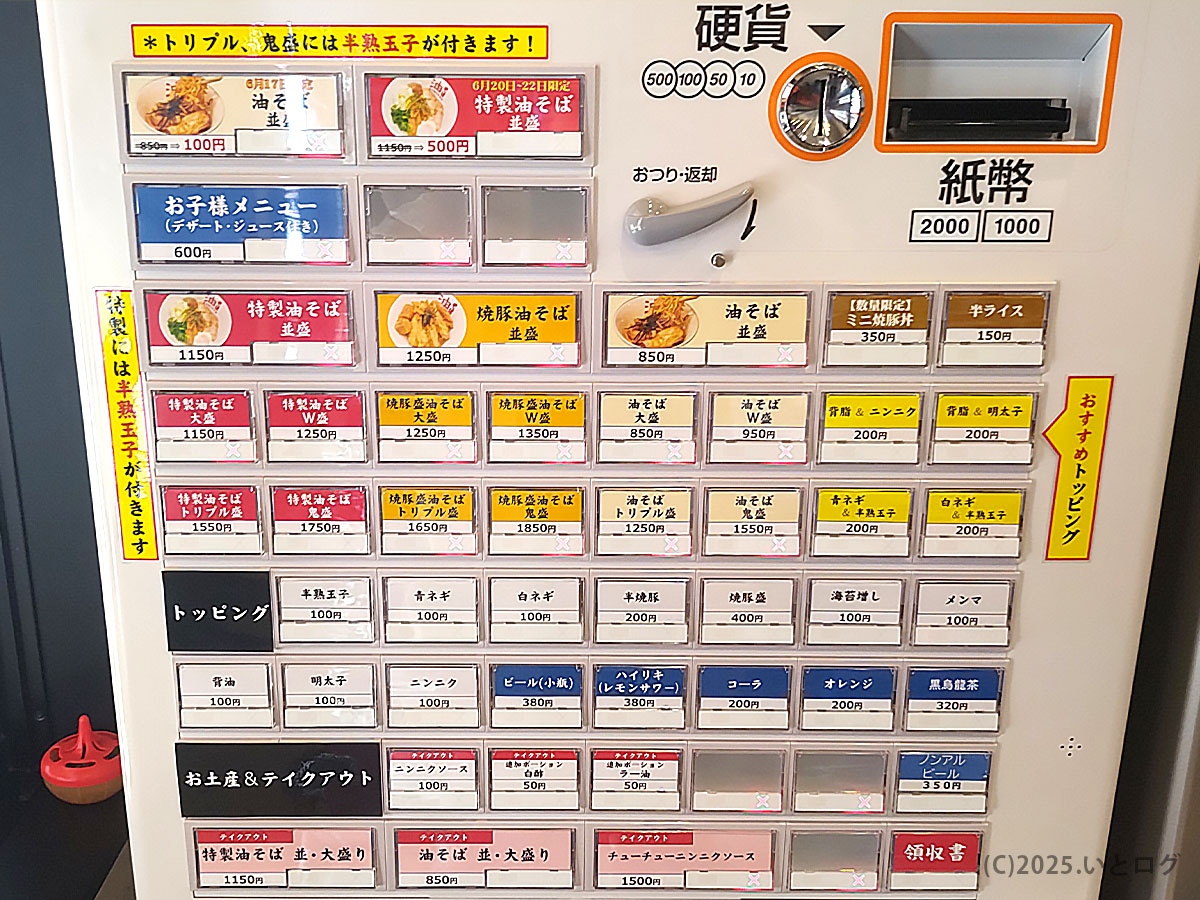 ＊トリプル、鬼盛には半熟玉子が付きます！
硬貨
500 100 50 10
紙幣
2000 1000
おつり・返却
6月17日限定
油そば
並盛
850円⇒100円
6月20日~22日限定
特製油そば
並盛
1150円⇒500円
お子様メニュー
(デザート・ジュース付き)
600円
特製には半熟玉子が付きます
特製油そば
並盛
1150円
焼豚油そば
並盛
1250円
油そば
並盛
850円
【数量限定】
ミニ焼豚丼
350円
半ライス
150円
特製油そば
大盛
1150円
特製油そば
W盛
1250円
焼豚盛油そば
大盛
1250円
焼豚盛油そば
W盛
1350円
油そば
大盛
850円
油そば
W盛
950円
背脂 & ニンニク
200円
背脂 & 明太子
200円
おすすめトッピング
特製油そば
トリプル盛
1550円
特製油そば
鬼盛
1750円
焼豚盛油そば
トリプル盛
1650円
焼豚盛油そば
鬼盛
1850円
油そば
トリプル盛
1250円
油そば
鬼盛
1550円
青ネギ
& 半熟玉子
200円
白ネギ
& 半熟玉子
200円
トッピング
半熟玉子
100円
青ネギ
100円
白ネギ
100円
半焼豚
200円
焼豚盛
400円
海苔増し
100円
メンマ
100円
背油
100円
明太子
100円
ニンニク
100円
ビール(小瓶)
380円
ハイリキ
(レモンサワー)
380円
コーラ
200円
オレンジ
200円
黒烏龍茶
320円
お土産&テイクアウト
テイクアウト
ニンニクソース
100円
テイクアウト
追加ポーション
白酢
50円
テイクアウト
追加ポーション
ラー油
50円
ノンアル
ビール
350円
テイクアウト
特製油そば 並・大盛り
1150円
テイクアウト
油そば 並・大盛り
850円
テイクアウト
チューチューニンニクソース
1500円
領収書
(C)2025.いとログ